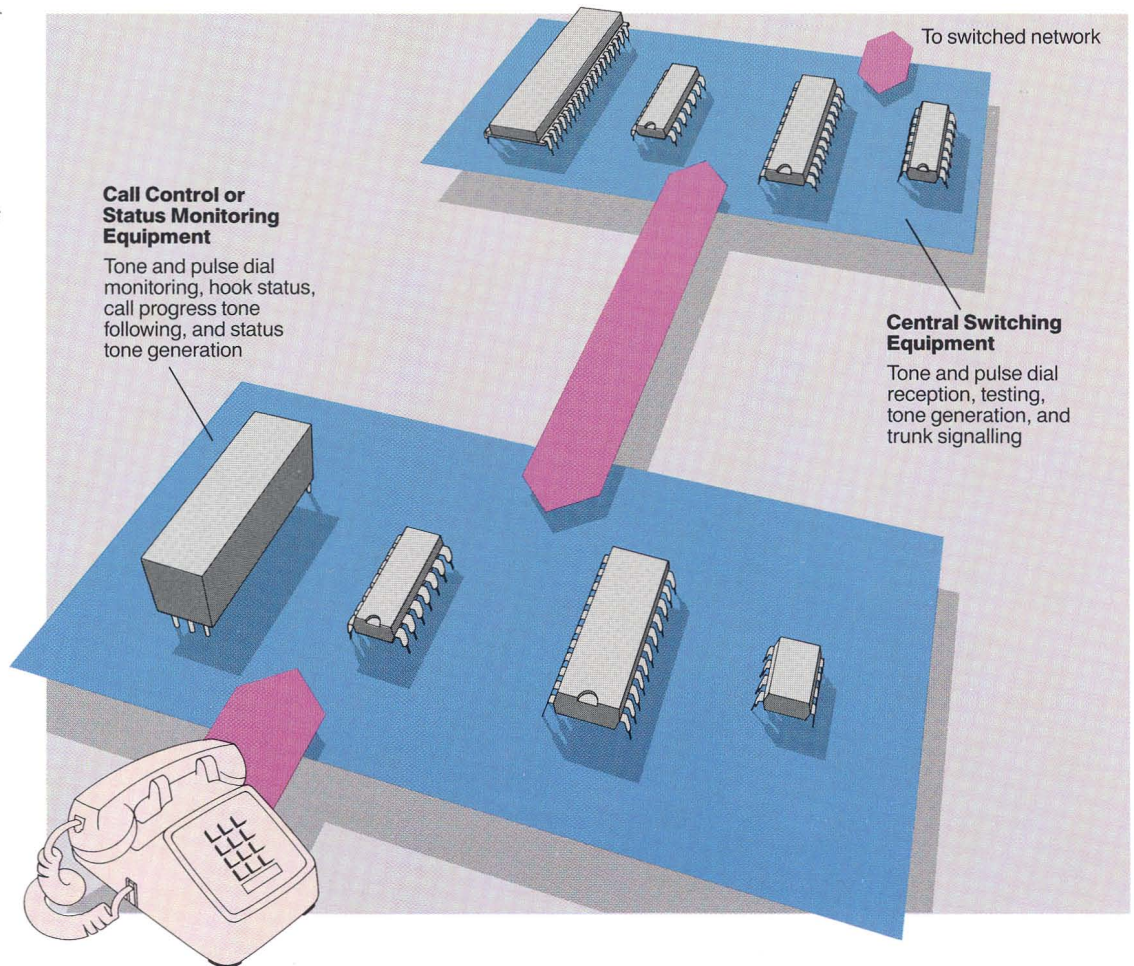 To switched network
Call Control or
Status Monitoring
Equipment
Tone and pulse dial
monitoring, hook status,
call progress tone
following, and status
tone generation
Central Switching
Equipment
Tone and pulse dial
reception, testing,
tone generation, and
trunk signalling